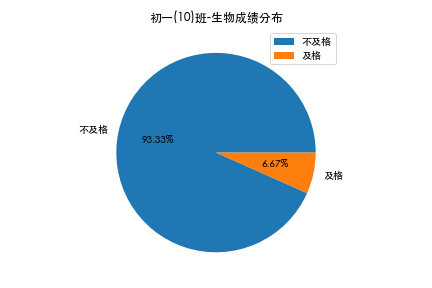 初一(10)班-生物成绩分布
不及格
及格
不及格
93.33%
6.67%
及格